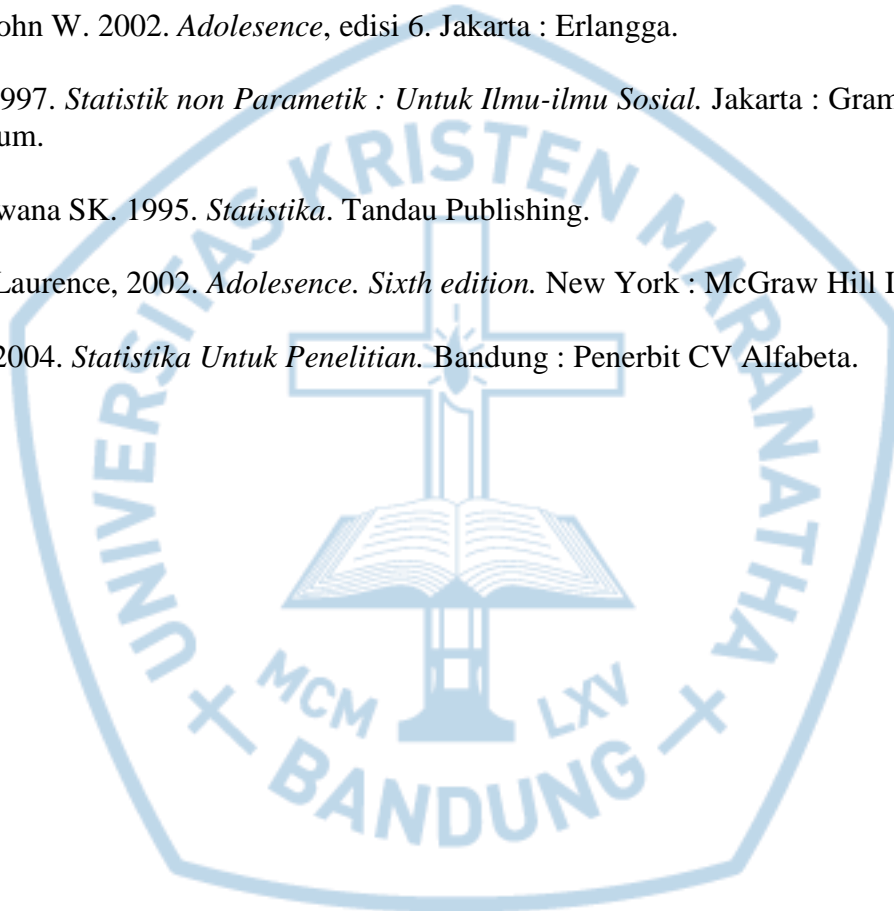 ohn W. 2002. Adolesence, edisi 6. Jakarta : Erlangga.
997. Statistik non Parametik : Untuk Ilmu-ilmu Sosial. Jakarta : Gram
um.
wana SK. 1995. Statistika. Tandau Publishing.
Laurence, 2002. Adolesence. Sixth edition. New York : McGraw Hill I
2004. Statistika Untuk Penelitian. Bandung : Penerbit CV Alfabeta.
UNIVERSITAS KRISTEN MARANATHA
MCM LXV
BANDUNG